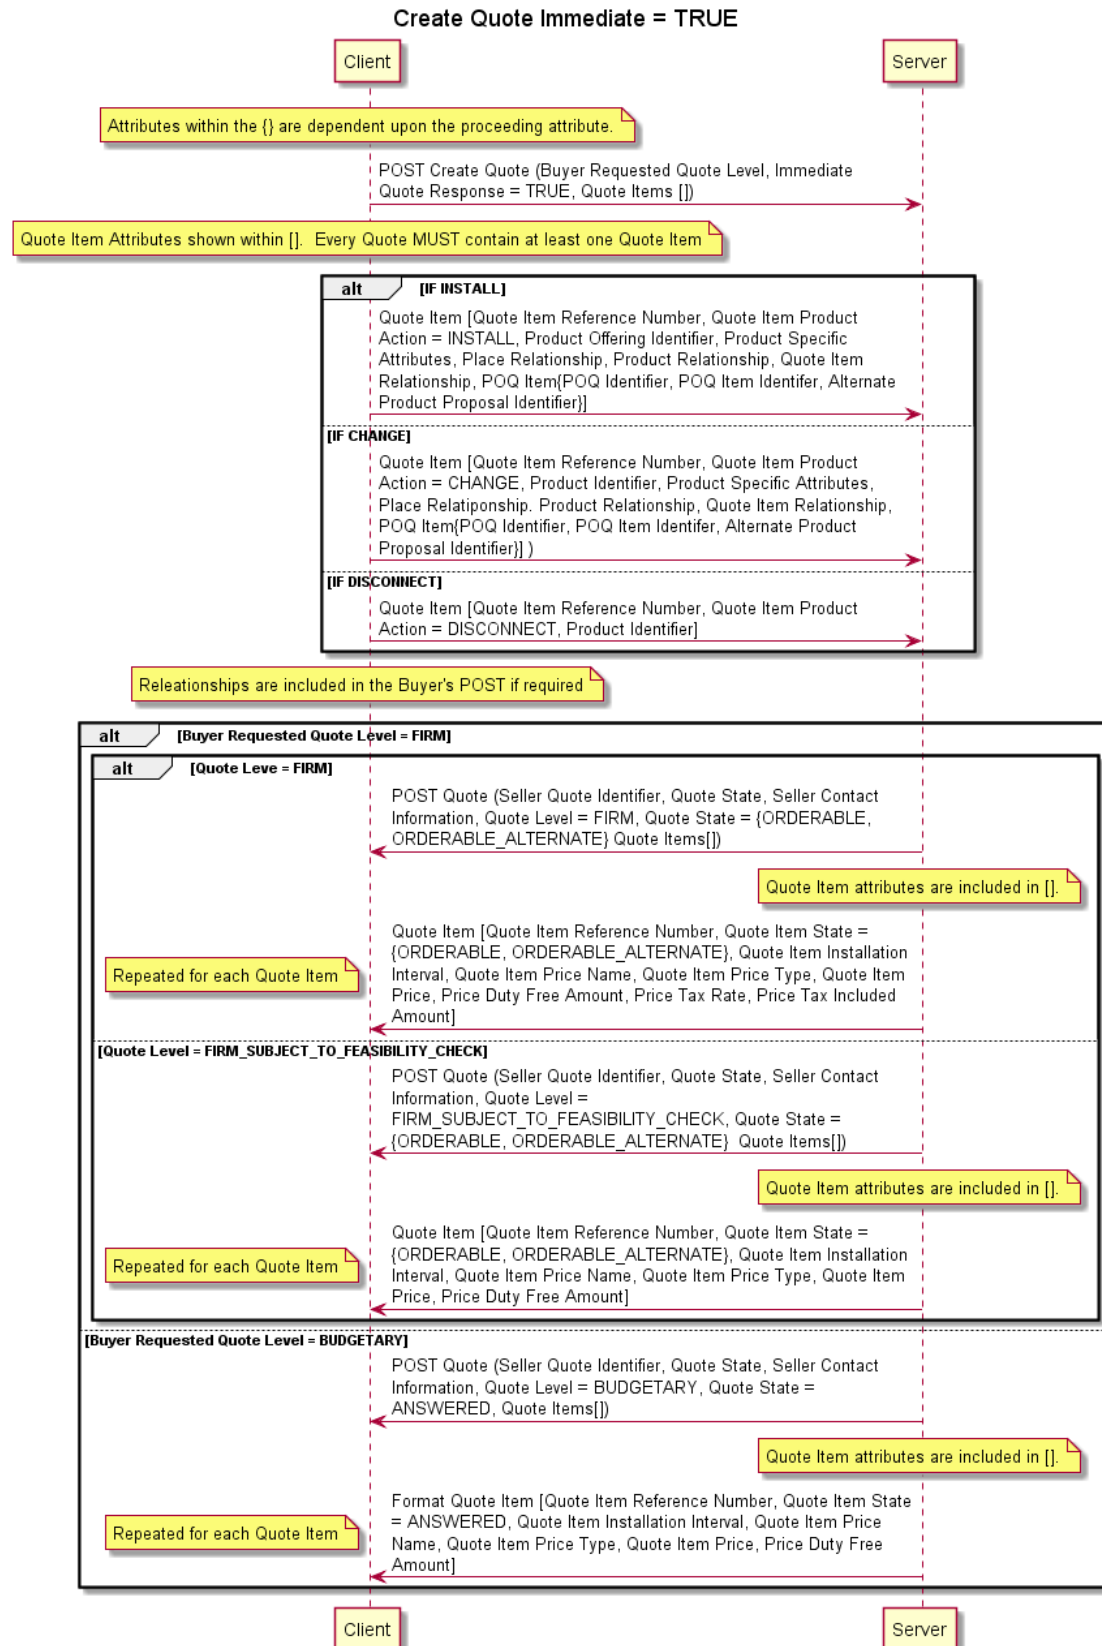 Create Quote Immediate = TRUE
Client
Server
Attributes within the {} are dependent upon the proceeding attribute.
POST Create Quote (Buyer Requested Quote Level, Immediate
Quote Response = TRUE, Quote Items [])
Quote Item Attributes shown within [].  Every Quote MUST contain at least one Quote Item
alt
[IF INSTALL]
Quote Item [Quote Item Reference Number, Quote Item Product
Action = INSTALL, Product Offering Identifier, Product Specific
Attributes, Place Relationship, Product Relationship, Quote Item
Relationship, POQ Item{POQ Identifier, POQ Item Identifer, Alternate
Product Proposal Identifier}]
[IF CHANGE]
Quote Item [Quote Item Reference Number, Quote Item Product
Action = CHANGE, Product Identifier, Product Specific Attributes,
Place Relatiponship. Product Relationship, Quote Item Relationship,
POQ Item{POQ Identifier, POQ Item Identifer, Alternate Product
Proposal Identifier}] )
[IF DISCONNECT]
Quote Item [Quote Item Reference Number, Quote Item Product
Action = DISCONNECT, Product Identifier]
Releationships are included in the Buyer's POST if required
alt
[Buyer Requested Quote Level = FIRM]
alt
[Quote Leve = FIRM]
POST Quote (Seller Quote Identifier, Quote State, Seller Contact
Information, Quote Level = FIRM, Quote State = {ORDERABLE,
ORDERABLE_ALTERNATE} Quote Items[])
Quote Item attributes are included in [].
Quote Item [Quote Item Reference Number, Quote Item State =
{ORDERABLE, ORDERABLE_ALTERNATE}, Quote Item Installation
Interval, Quote Item Price Name, Quote Item Price Type, Quote Item
Price, Price Duty Free Amount, Price Tax Rate, Price Tax Included
Amount]
Repeated for each Quote Item
[Quote Level = FIRM_SUBJECT_TO_FEASIBILITY_CHECK]
POST Quote (Seller Quote Identifier, Quote State, Seller Contact
Information, Quote Level =
FIRM_SUBJECT_TO_FEASIBILITY_CHECK, Quote State =
{ORDERABLE, ORDERABLE_ALTERNATE}  Quote Items[])
Quote Item attributes are included in [].
Quote Item [Quote Item Reference Number, Quote Item State =
{ORDERABLE, ORDERABLE_ALTERNATE}, Quote Item Installation
Interval, Quote Item Price Name, Quote Item Price Type, Quote Item
Price, Price Duty Free Amount]
Repeated for each Quote Item
[Buyer Requested Quote Level = BUDGETARY]
POST Quote (Seller Quote Identifier, Quote State, Seller Contact
Information, Quote Level = BUDGETARY, Quote State =
ANSWERED, Quote Items[])
Quote Item attributes are included in [].
Format Quote Item [Quote Item Reference Number, Quote Item State
= ANSWERED, Quote Item Installation Interval, Quote Item Price
Name, Quote Item Price Type, Quote Item Price, Price Duty Free
Amount]
Repeated for each Quote Item
Client
Server